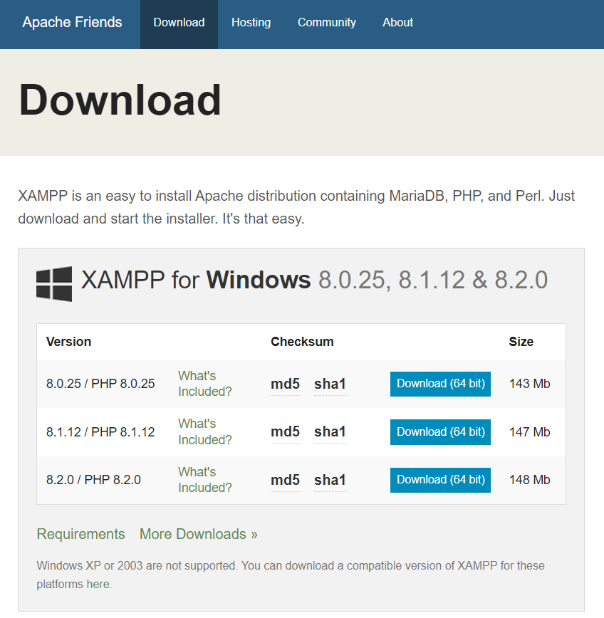 Apache Friends Download Hosting Community About
Download
XAMPP is an easy to install Apache distribution containing MariaDB, PHP, and Perl. Just
download and start the installer. It's that easy.
XAMPP for Windows 8.0.25, 8.1.12 & 8.2.0
Version Checksum Size
8.0.25 / PHP 8.0.25 What's Included? md5 sha1 Download (64 bit) 143 Mb
8.1.12 / PHP 8.1.12 What's Included? md5 sha1 Download (64 bit) 147 Mb
8.2.0 / PHP 8.2.0 What's Included? md5 sha1 Download (64 bit) 148 Mb
Requirements More Downloads »
Windows XP or 2003 are not supported. You can download a compatible version of XAMPP for these
platforms here.